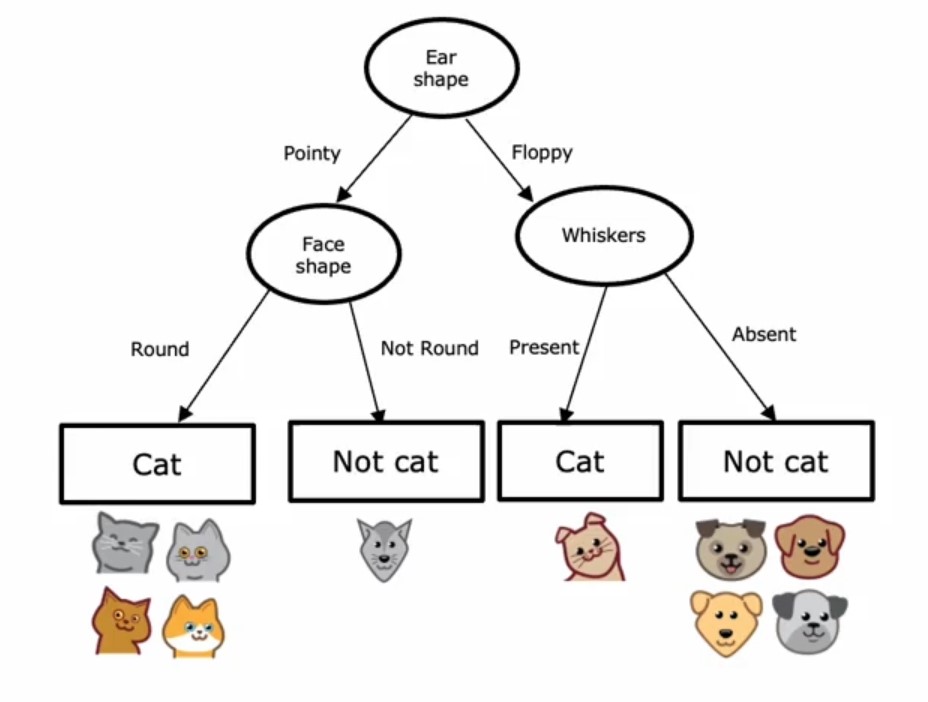 Ear
shape
Pointy
Floppy
Face
shape
Whiskers
Round
Not Round
Present
Absent
Cat
Not cat
Cat
Not cat